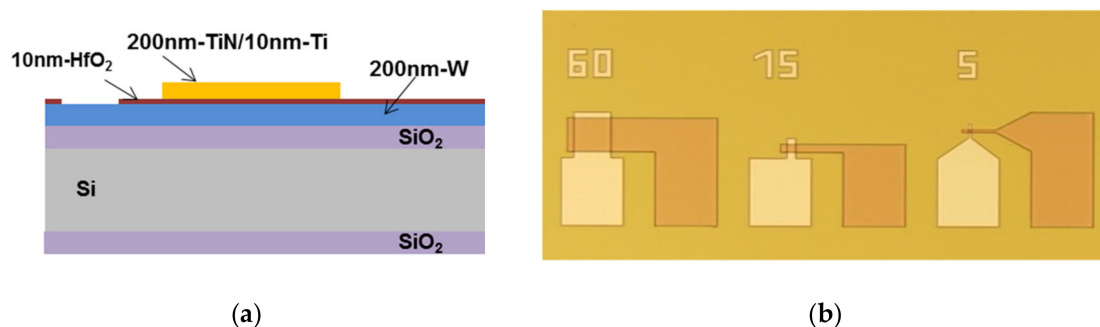 200nm-TiN/10nm-Ti
10nm-HfO₂
200nm-W
SiO₂
Si
SiO₂
60
15
5
(a)
(b)